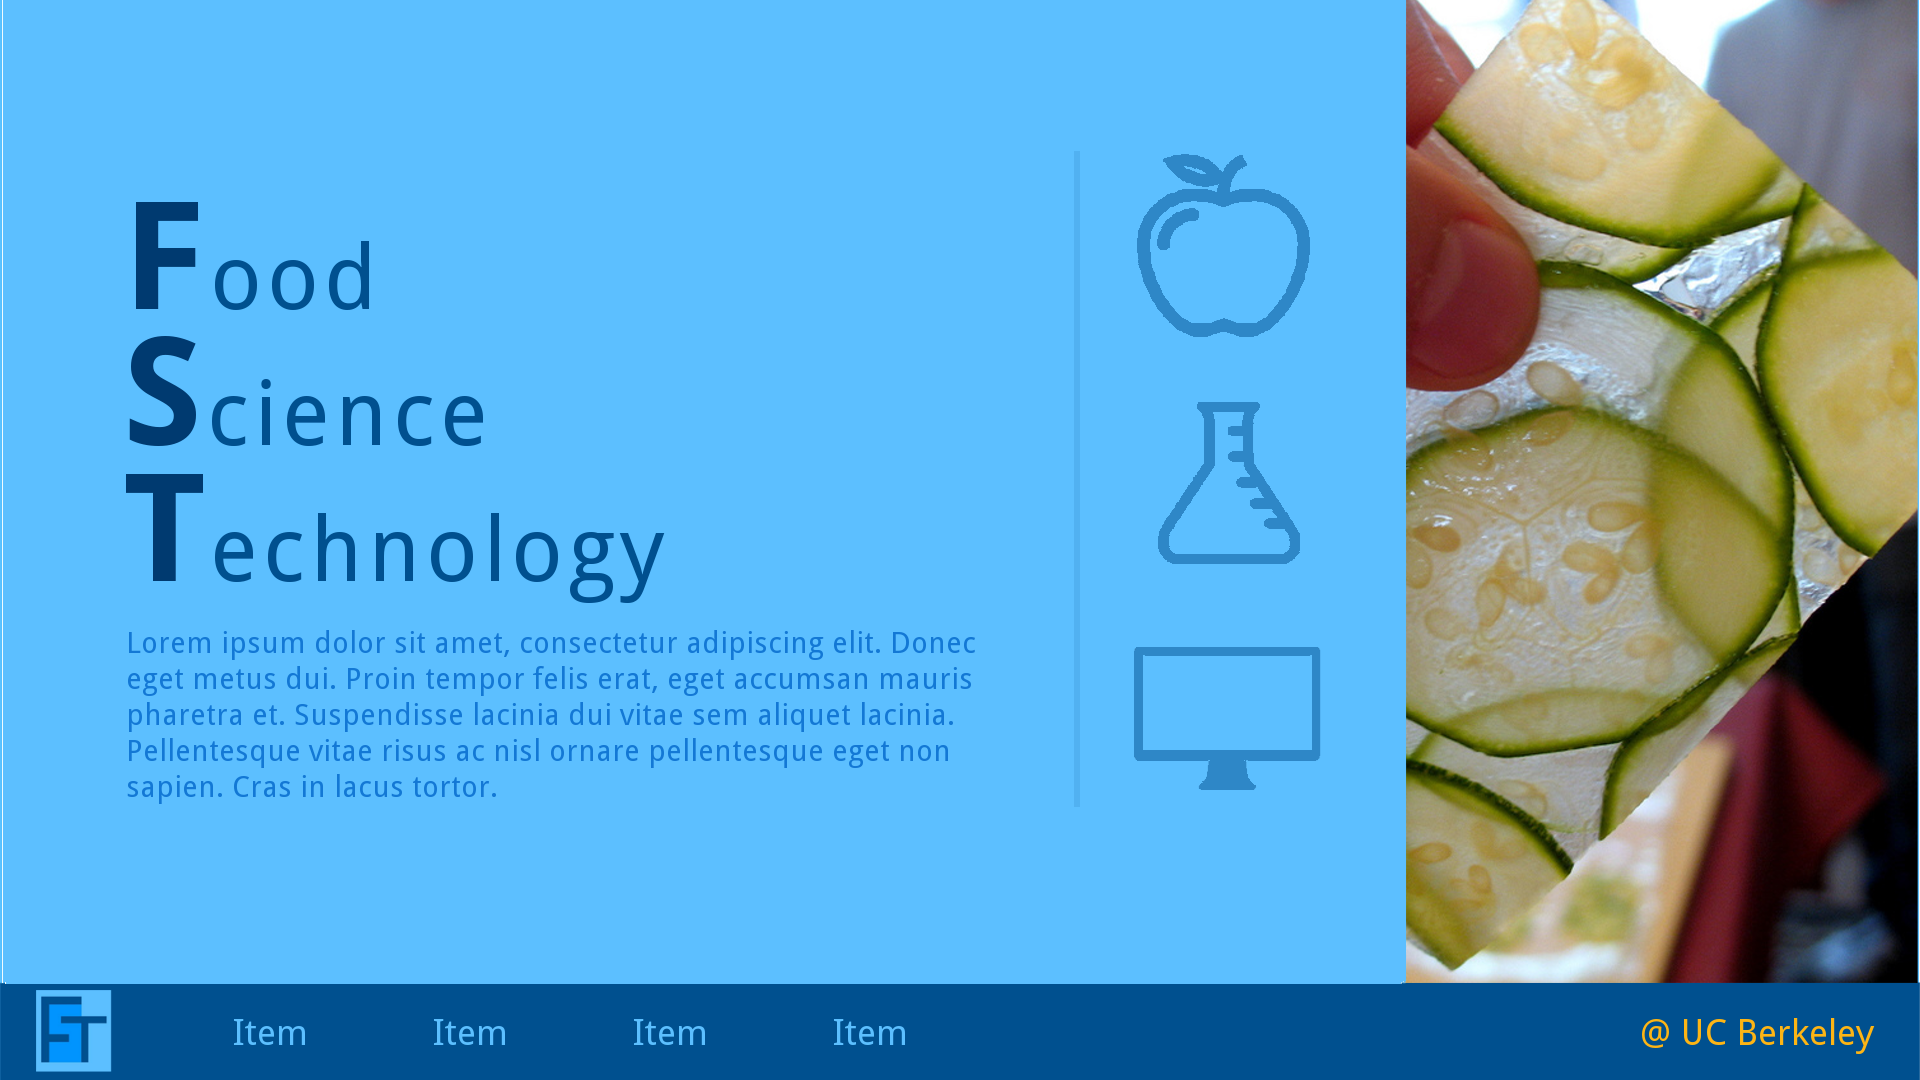 Food
Science
Technology
Lorem ipsum dolor sit amet, consectetur adipiscing elit. Donec
eget metus dui. Proin tempor felis erat, eget accumsan mauris
pharetra et. Suspendisse lacinia dui vitae sem aliquet lacinia.
Pellentesque vitae risus ac nisl ornare pellentesque eget non
sapien. Cras in lacus tortor.
FST
Item
Item
Item
Item
@ UC Berkeley